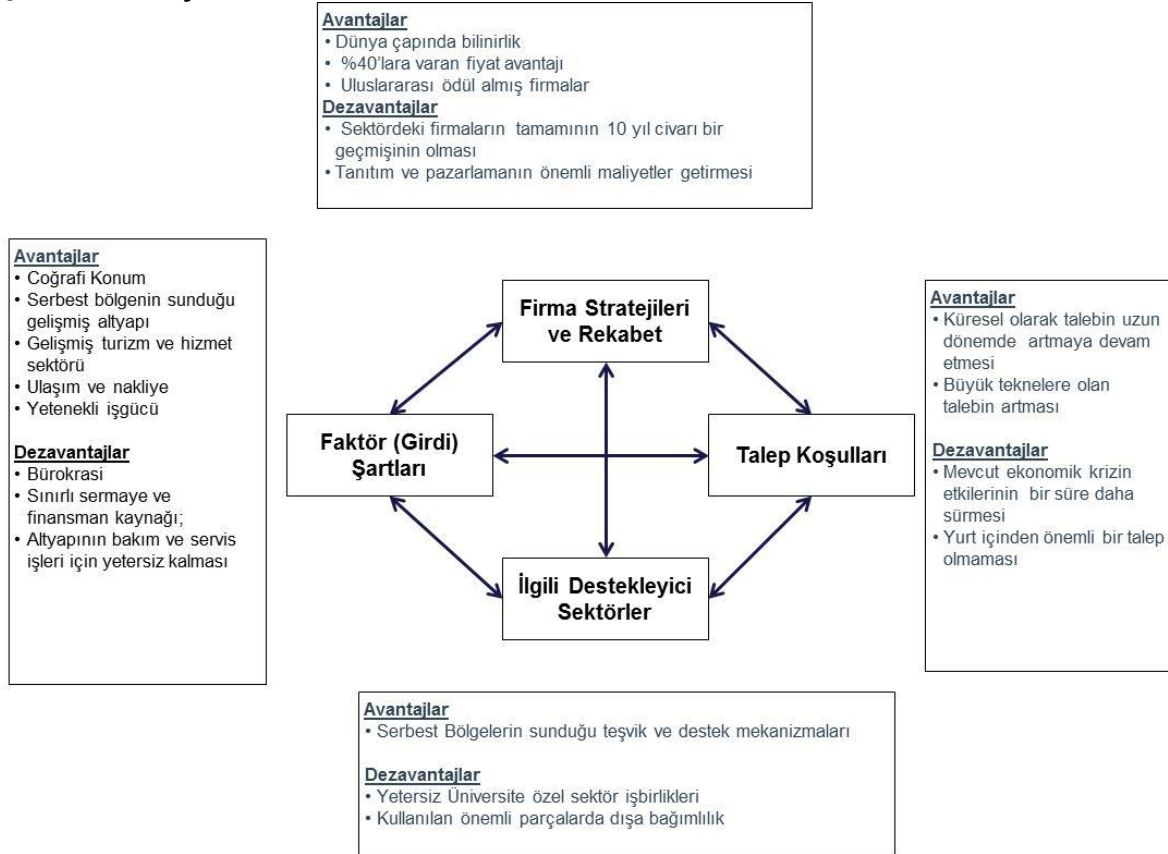 Avantajlar
• Dünya çapında bilinirlik
• %40'lara varan fiyat avantajı
• Uluslararası ödül almış firmalar
Dezavantajlar
• Sektördeki firmaların tamamının 10 yıl civarı bir
geçmişinin olması
• Tanıtım ve pazarlamanın önemli maliyetler getirmesi
Avantajlar
• Coğrafi Konum
• Serbest bölgenin sunduğu
gelişmiş altyapı
• Gelişmiş turizm ve hizmet
sektörü
• Ulaşım ve nakliye
• Yetenekli işgücü
Dezavantajlar
• Bürokrasi
• Sınırlı sermaye ve
finansman kaynağı;
• Altyapının bakım ve servis
işleri için yetersiz kalması
Firma Stratejileri
ve Rekabet
Faktör (Girdi)
Şartları
Talep Koşulları
İlgili Destekleyici
Sektörler
Avantajlar
• Küresel olarak talebin uzun
dönemde artmaya devam
etmesi
• Büyük teknelere olan
talebin artması
Dezavantajlar
• Mevcut ekonomik krizin
etkilerinin bir süre daha
sürmesi
• Yurt içinden önemli bir talep
olmaması
Avantajlar
• Serbest Bölgelerin sunduğu teşvik ve destek mekanizmaları
Dezavantajlar
• Yetersiz Üniversite özel sektör işbirlikleri
• Kullanılan önemli parçalarda dışa bağımlılık